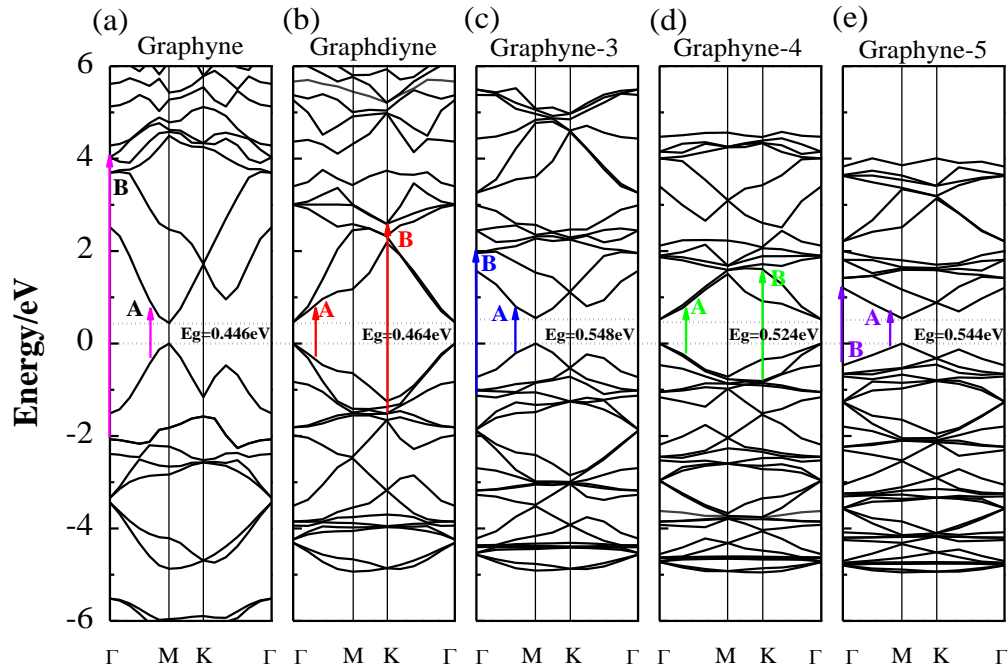 (a) (b) (c) (d) (e)
Graphyne Graphdiyne Graphyne-3 Graphyne-4 Graphyne-5
6
4
2
0
-2
-4
-6
Energy/eV
B
A
Eg=0.446eV
A
B
Eg=0.464eV
B
A
Eg=0.548eV
A
B
Eg=0.524eV
A
B
Eg=0.544eV
Γ M K Γ Γ M K Γ Γ M K Γ Γ M K Γ Γ M K Γ